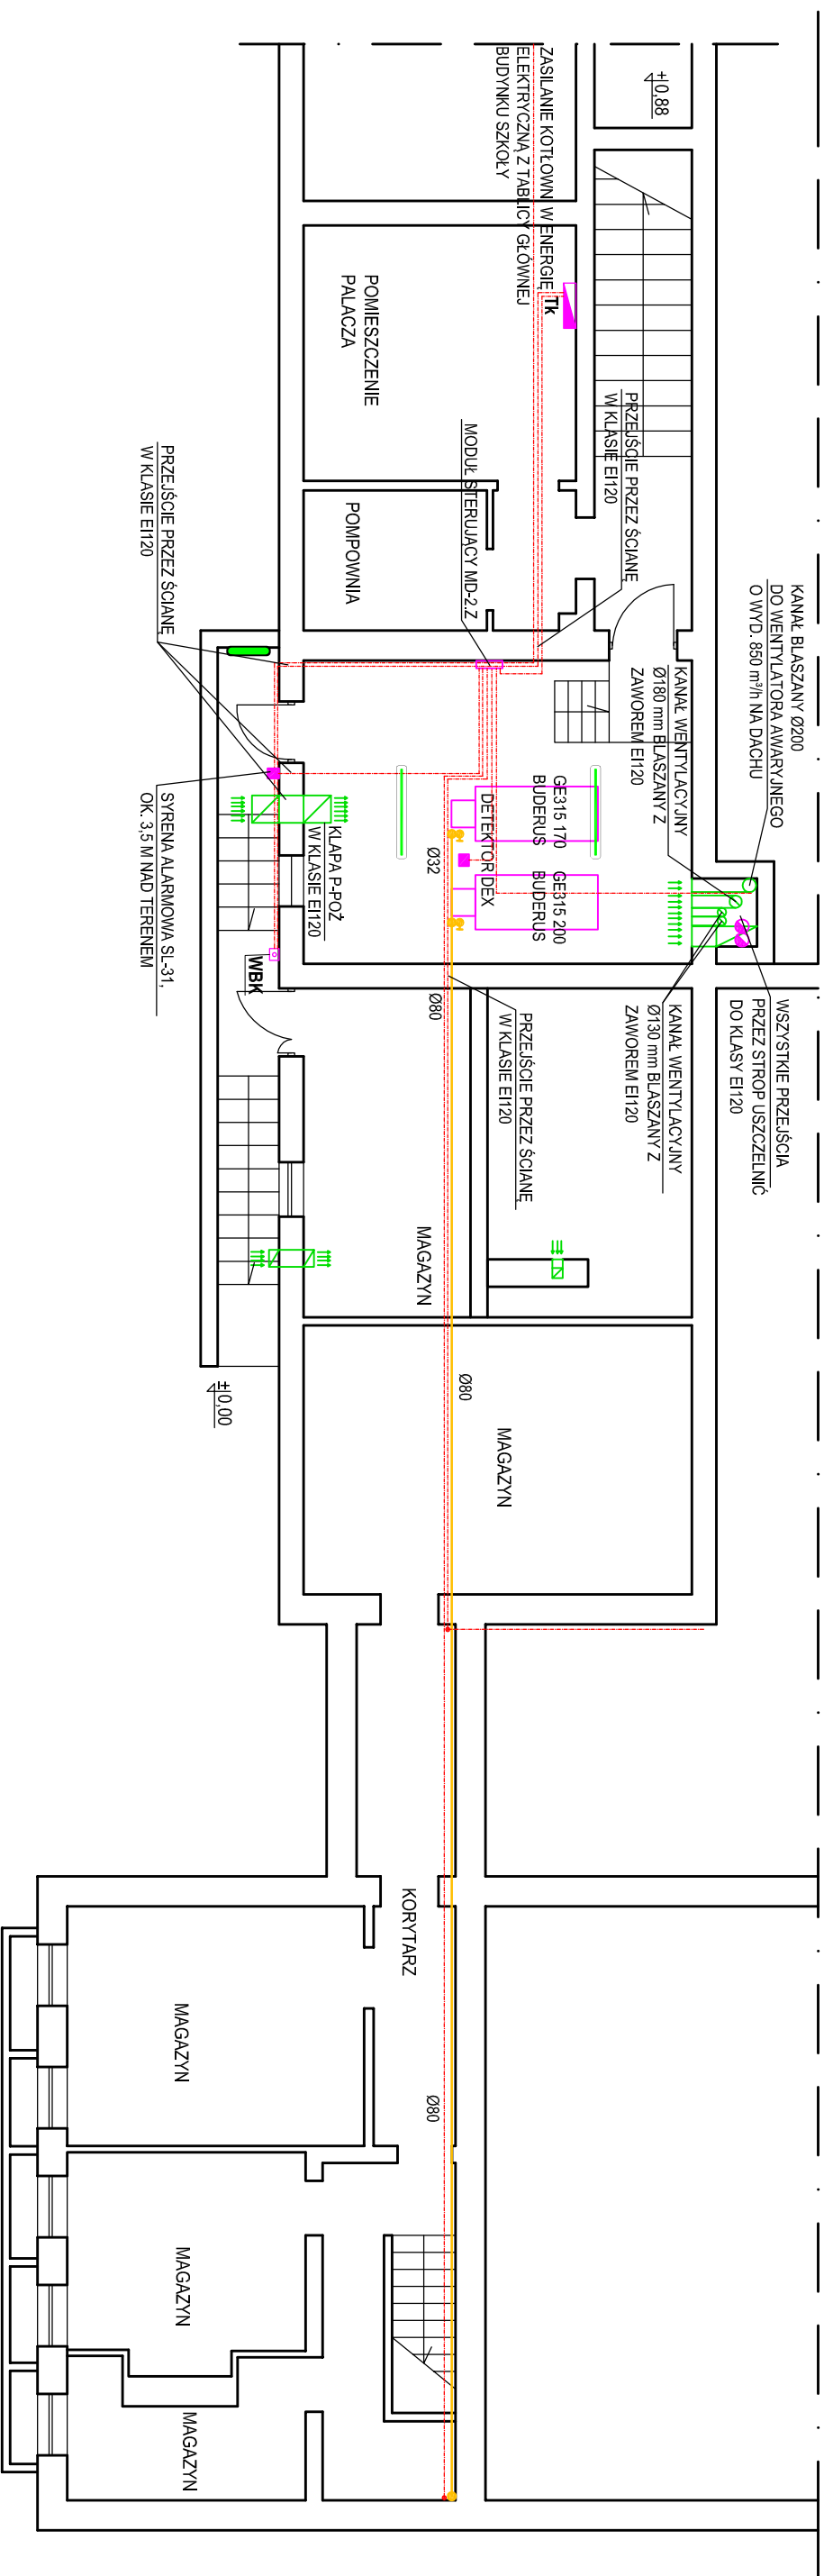 ±0,88
ZASILANIE KOTŁOWNI W ENERGIĘ
ELEKTRYCZNĄ Z TABLICY GŁÓWNEJ
BUDYNKU SZKOŁY
Tk
POMIESZCZENIE
PALACZA
PRZEJŚCIE PRZEZ ŚCIANĘ
W KLASIE EI120
MODUŁ STERUJĄCY MD-2.Z
POMPOWNIA
PRZEJŚCIE PRZEZ ŚCIANĘ
W KLASIE EI120
KANAŁ BLASZANY Ø200
DO WENTYLATORA AWARYJNEGO
O WYD. 850 m³/h NA DACHU
KANAŁ WENTYLACYJNY
Ø180 mm BLASZANY Z
ZAWOREM EI120
GE315 170
BUDERUS
GE315 200
BUDERUS
DETEKTOR DEX
Ø32
KLAPA P-POŻ
W KLASIE EI120
SYRENA ALARMOWA SL-31,
OK. 3,5 M NAD TERENEM
WBK
Ø80
WSZYSTKIE PRZEJŚCIA
PRZEZ STROP USZCZELNIĆ
DO KLASY EI120
KANAŁ WENTYLACYJNY
Ø130 mm BLASZANY Z
ZAWOREM EI120
PRZEJŚCIE PRZEZ ŚCIANĘ
W KLASIE EI120
MAGAZYN
±0,00
Ø80
MAGAZYN
KORYTARZ
MAGAZYN
Ø80
MAGAZYN
MAGAZYN